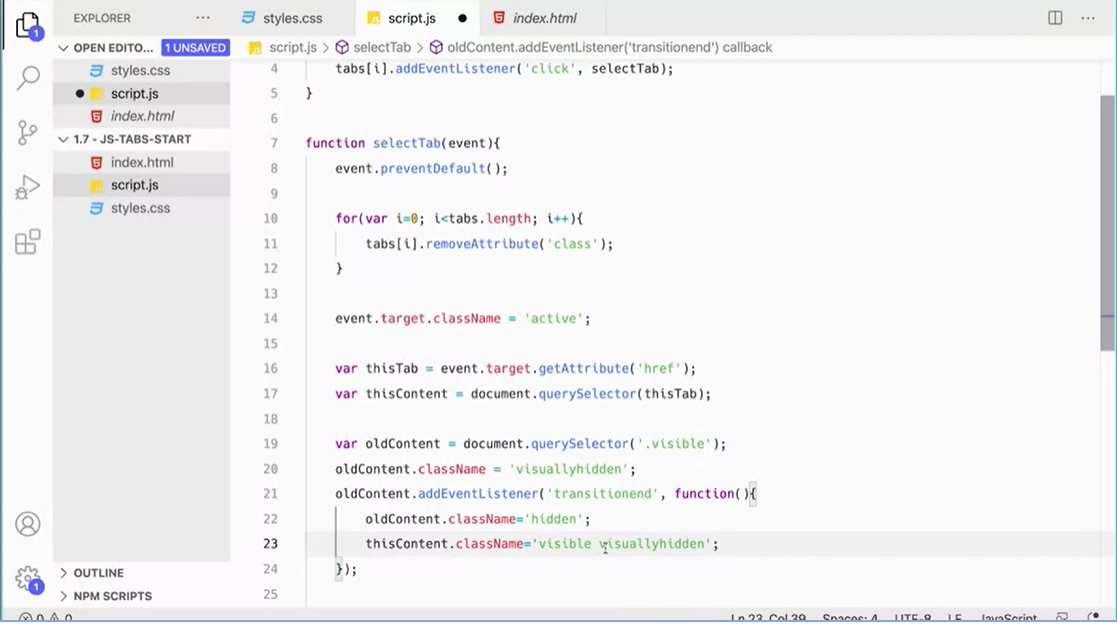 EXPLORER
styles.css
script.js
index.html
OPEN EDITO... 1 UNSAVED
script.js > selectTab > oldContent.addEventListener('transitionend') callback
styles.css
script.js
index.html
1.7 - JS-TABS-START
index.html
script.js
styles.css
4 tabs[i].addEventListener('click', selectTab);
5 }
6
7 function selectTab(event){
8 event.preventDefault();
9
10 for(var i=0; i<tabs.length; i++){
11 tabs[i].removeAttribute('class');
12 }
13
14 event.target.className = 'active';
15
16 var thisTab = event.target.getAttribute('href');
17 var thisContent = document.querySelector(thisTab);
18
19 var oldContent = document.querySelector('.visible');
20 oldContent.className = 'visuallyhidden';
21 oldContent.addEventListener('transitionend', function(){
22 oldContent.className='hidden';
23 thisContent.className='visible visuallyhidden';
24 });
25
1
1
OUTLINE
NPM SCRIPTS
0 0 Ln 23, Col 39 Spaces: 4 UTF-8 LF JavaScript